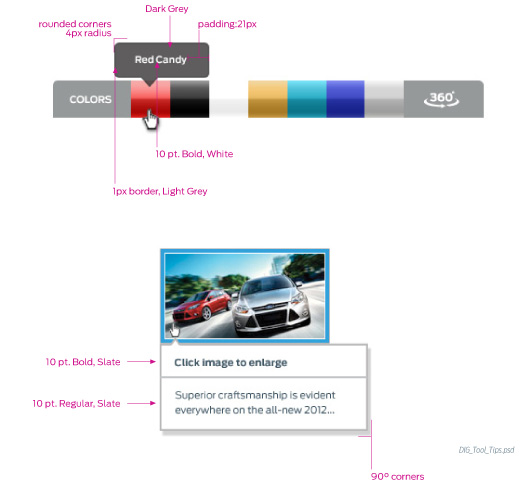 Dark Grey
rounded corners
4px radius
padding:21px
Red Candy
COLORS
360°
10 pt. Bold, White
1px border, Light Grey
10 pt. Bold, Slate
Click image to enlarge
10 pt. Regular, Slate
Superior craftsmanship is evident
everywhere on the all-new 2012...
DIG_Tool_Tips.psd
90º corners